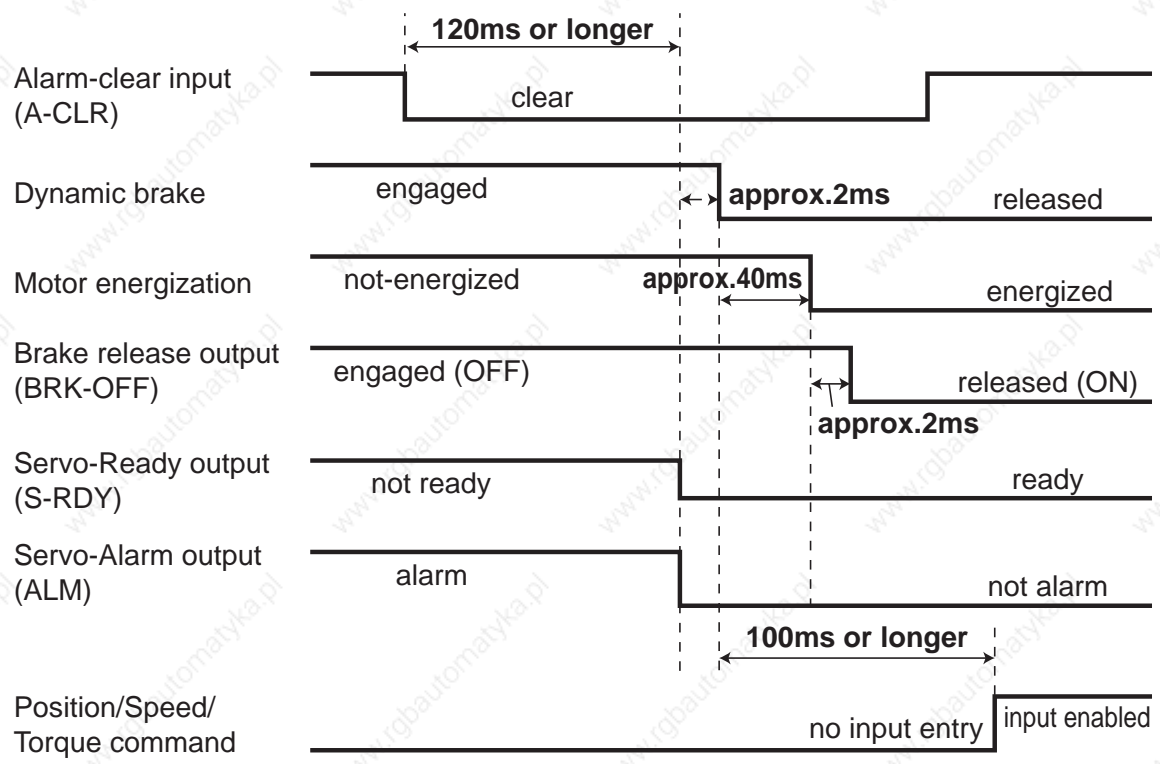 120ms or longer
Alarm-clear input
(A-CLR)
clear
Dynamic brake
engaged
approx.2ms
released
Motor energization
not-energized
approx.40ms
energized
Brake release output
(BRK-OFF)
engaged (OFF)
released (ON)
approx.2ms
Servo-Ready output
(S-RDY)
not ready
ready
Servo-Alarm output
(ALM)
alarm
not alarm
100ms or longer
Position/Speed/
Torque command
no input entry
input enabled
www.rgbautomatyka.pl